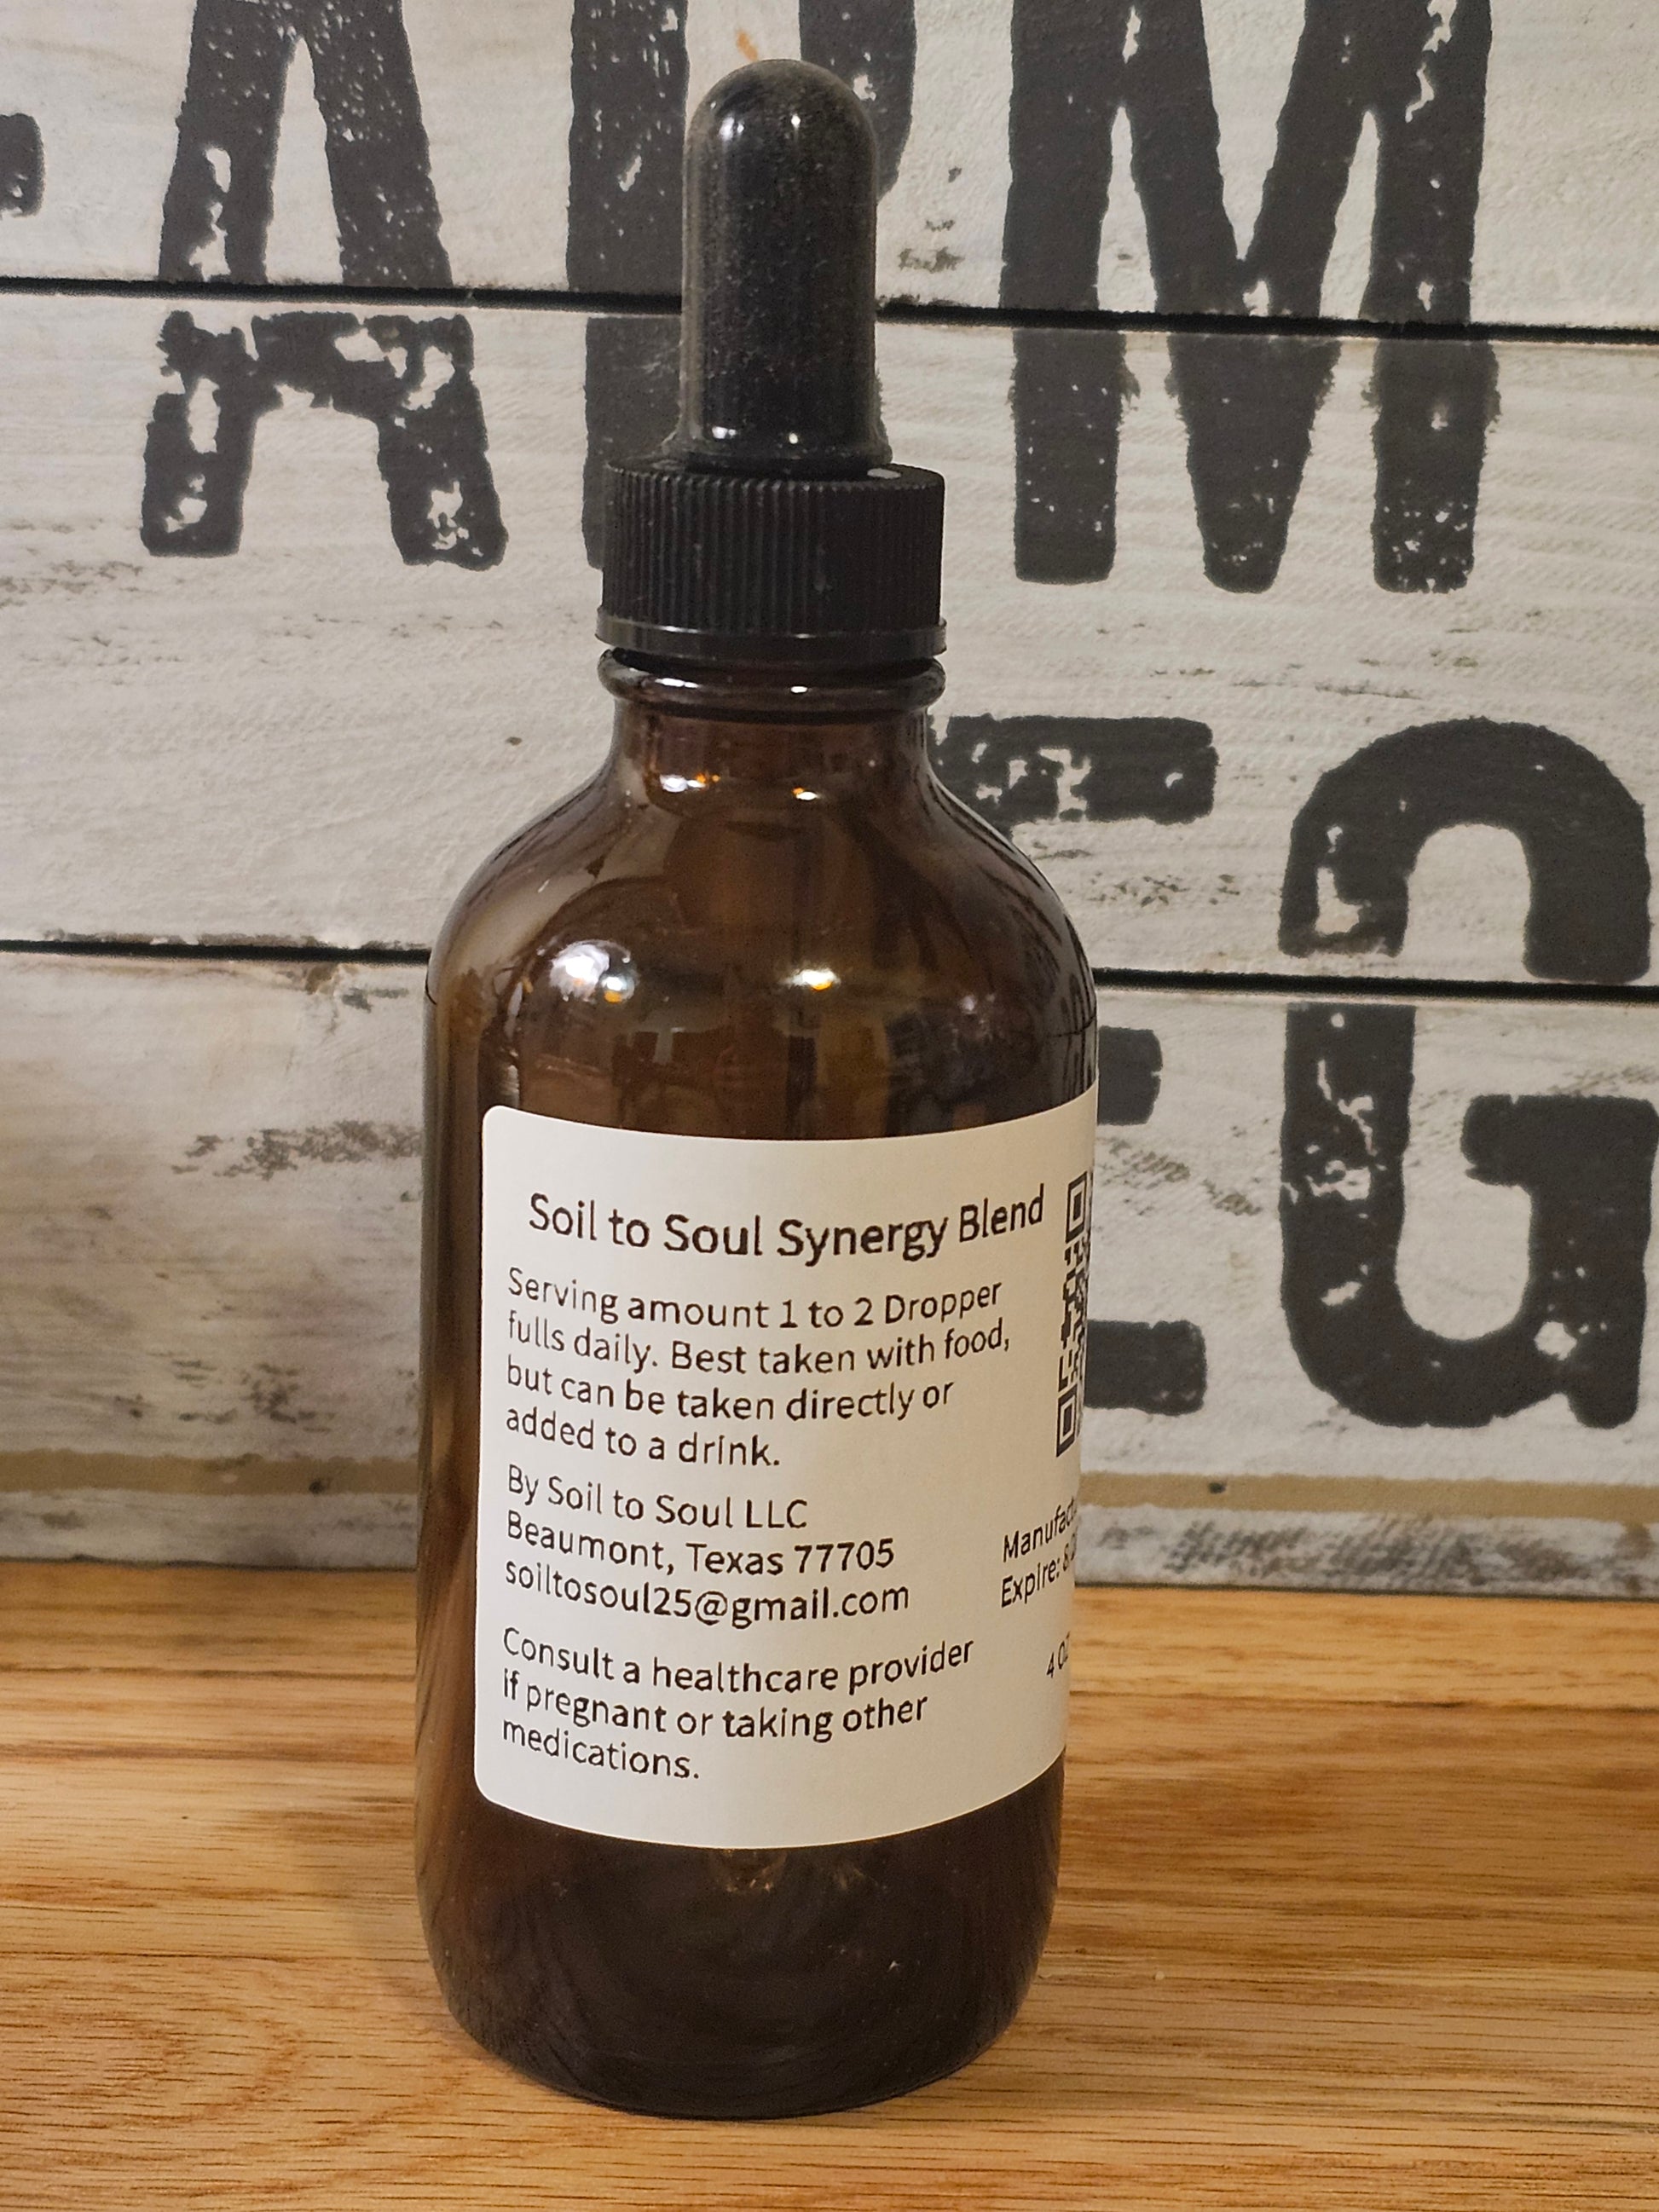 Soil to Soul Synergy Blend
Serving amount 1 to 2 Dropper
fulls daily. Best taken with food,
but can be taken directly or
added to a drink.
By Soil to Soul LLC
Beaumont, Texas 77705
soiltosoul25@gmail.com
Consult a healthcare provider
if pregnant or taking other
medications.
Expire: